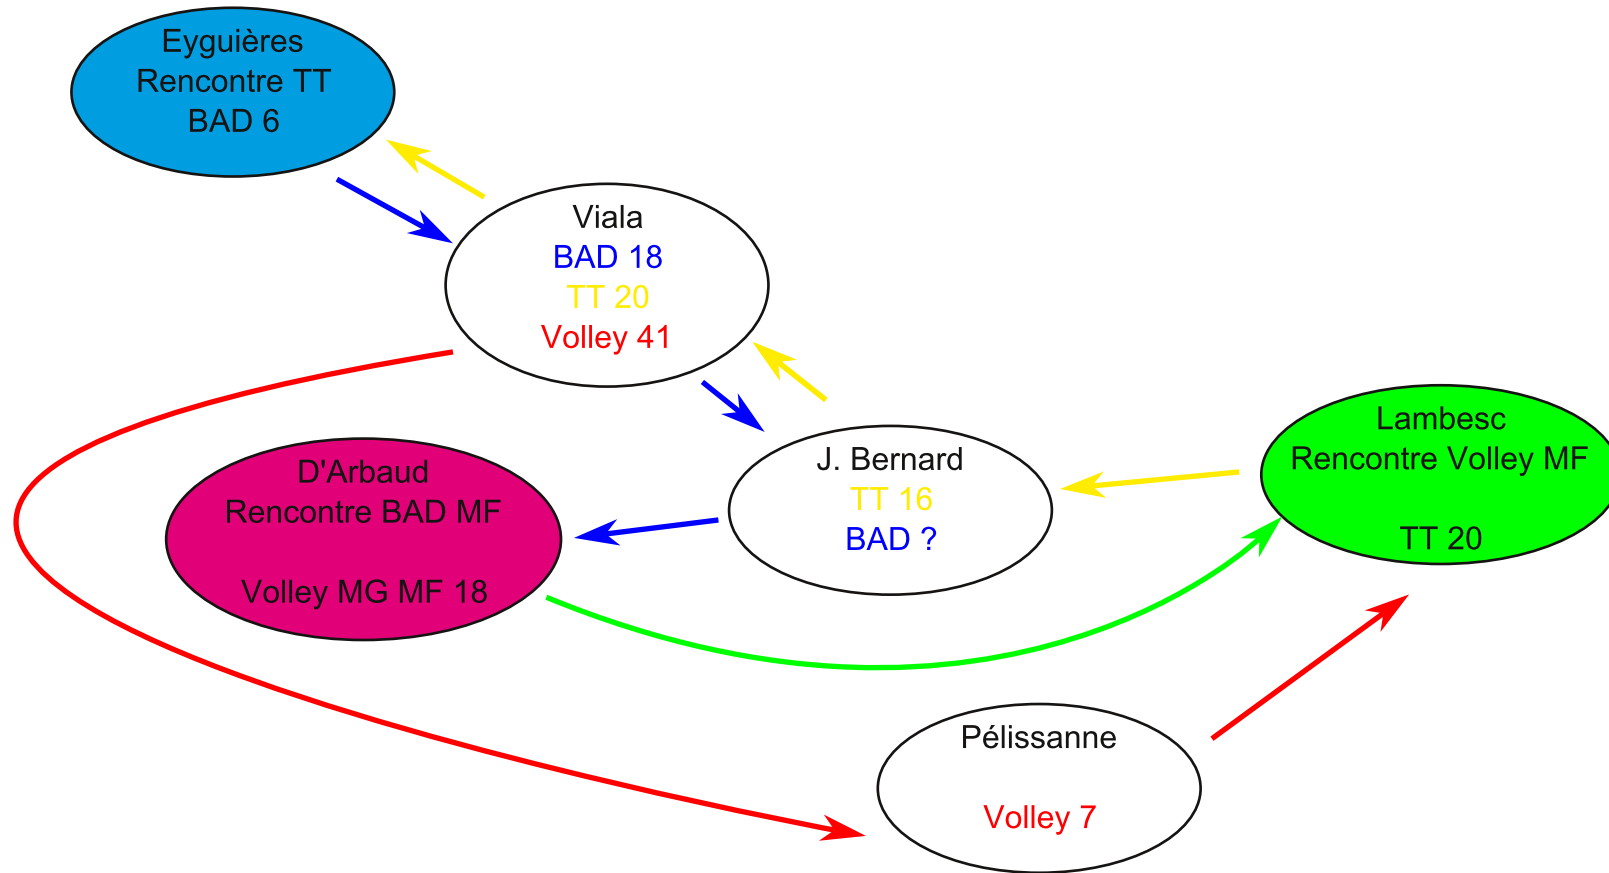 Eyguières
Rencontre TT
BAD 6
Viala
BAD 18
TT 20
Volley 41
D'Arbaud
Rencontre BAD MF
Volley MG MF 18
J. Bernard
TT 16
BAD ?
Lambesc
Rencontre Volley MF
TT 20
Pélissanne
Volley 7